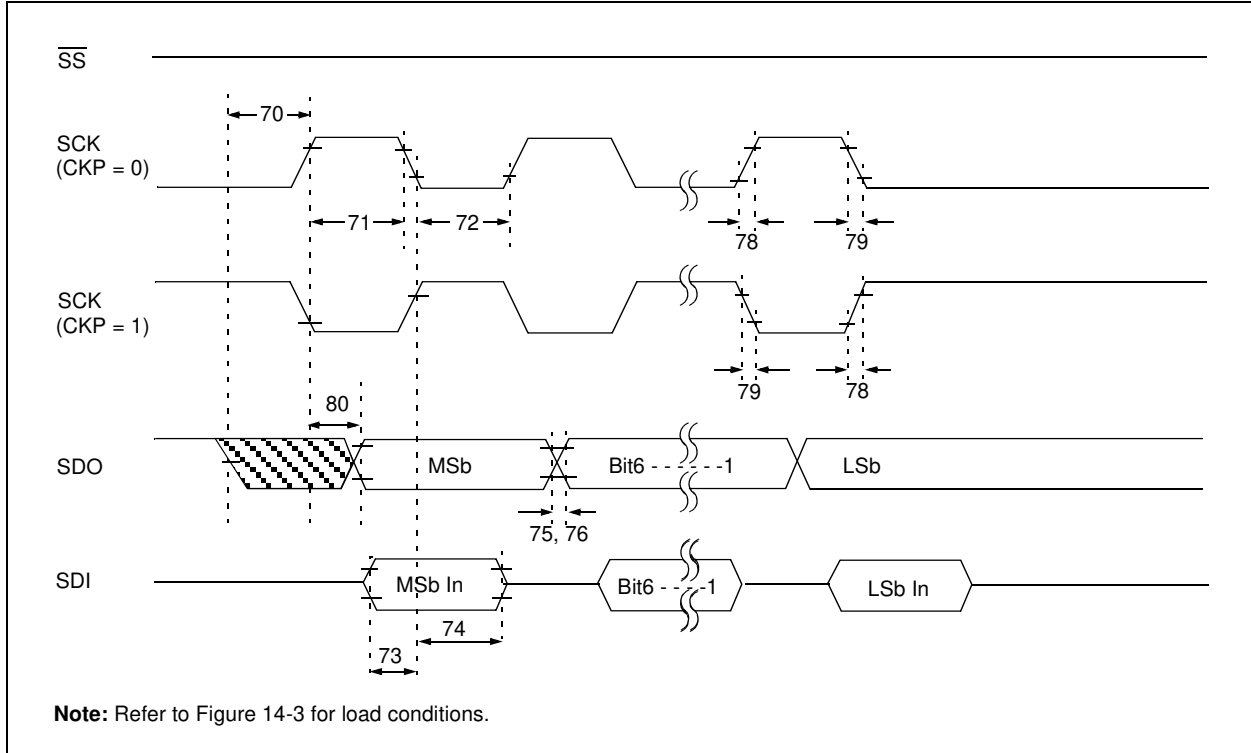 SS
70
SCK
(CKP = 0)
71
72
78
79
SCK
(CKP = 1)
79
78
80
SDO
MSb
Bit6 - - - - - -1
LSb
75, 76
SDI
MSb In
Bit6 - - - -1
LSb In
74
73
Note: Refer to Figure 14-3 for load conditions.